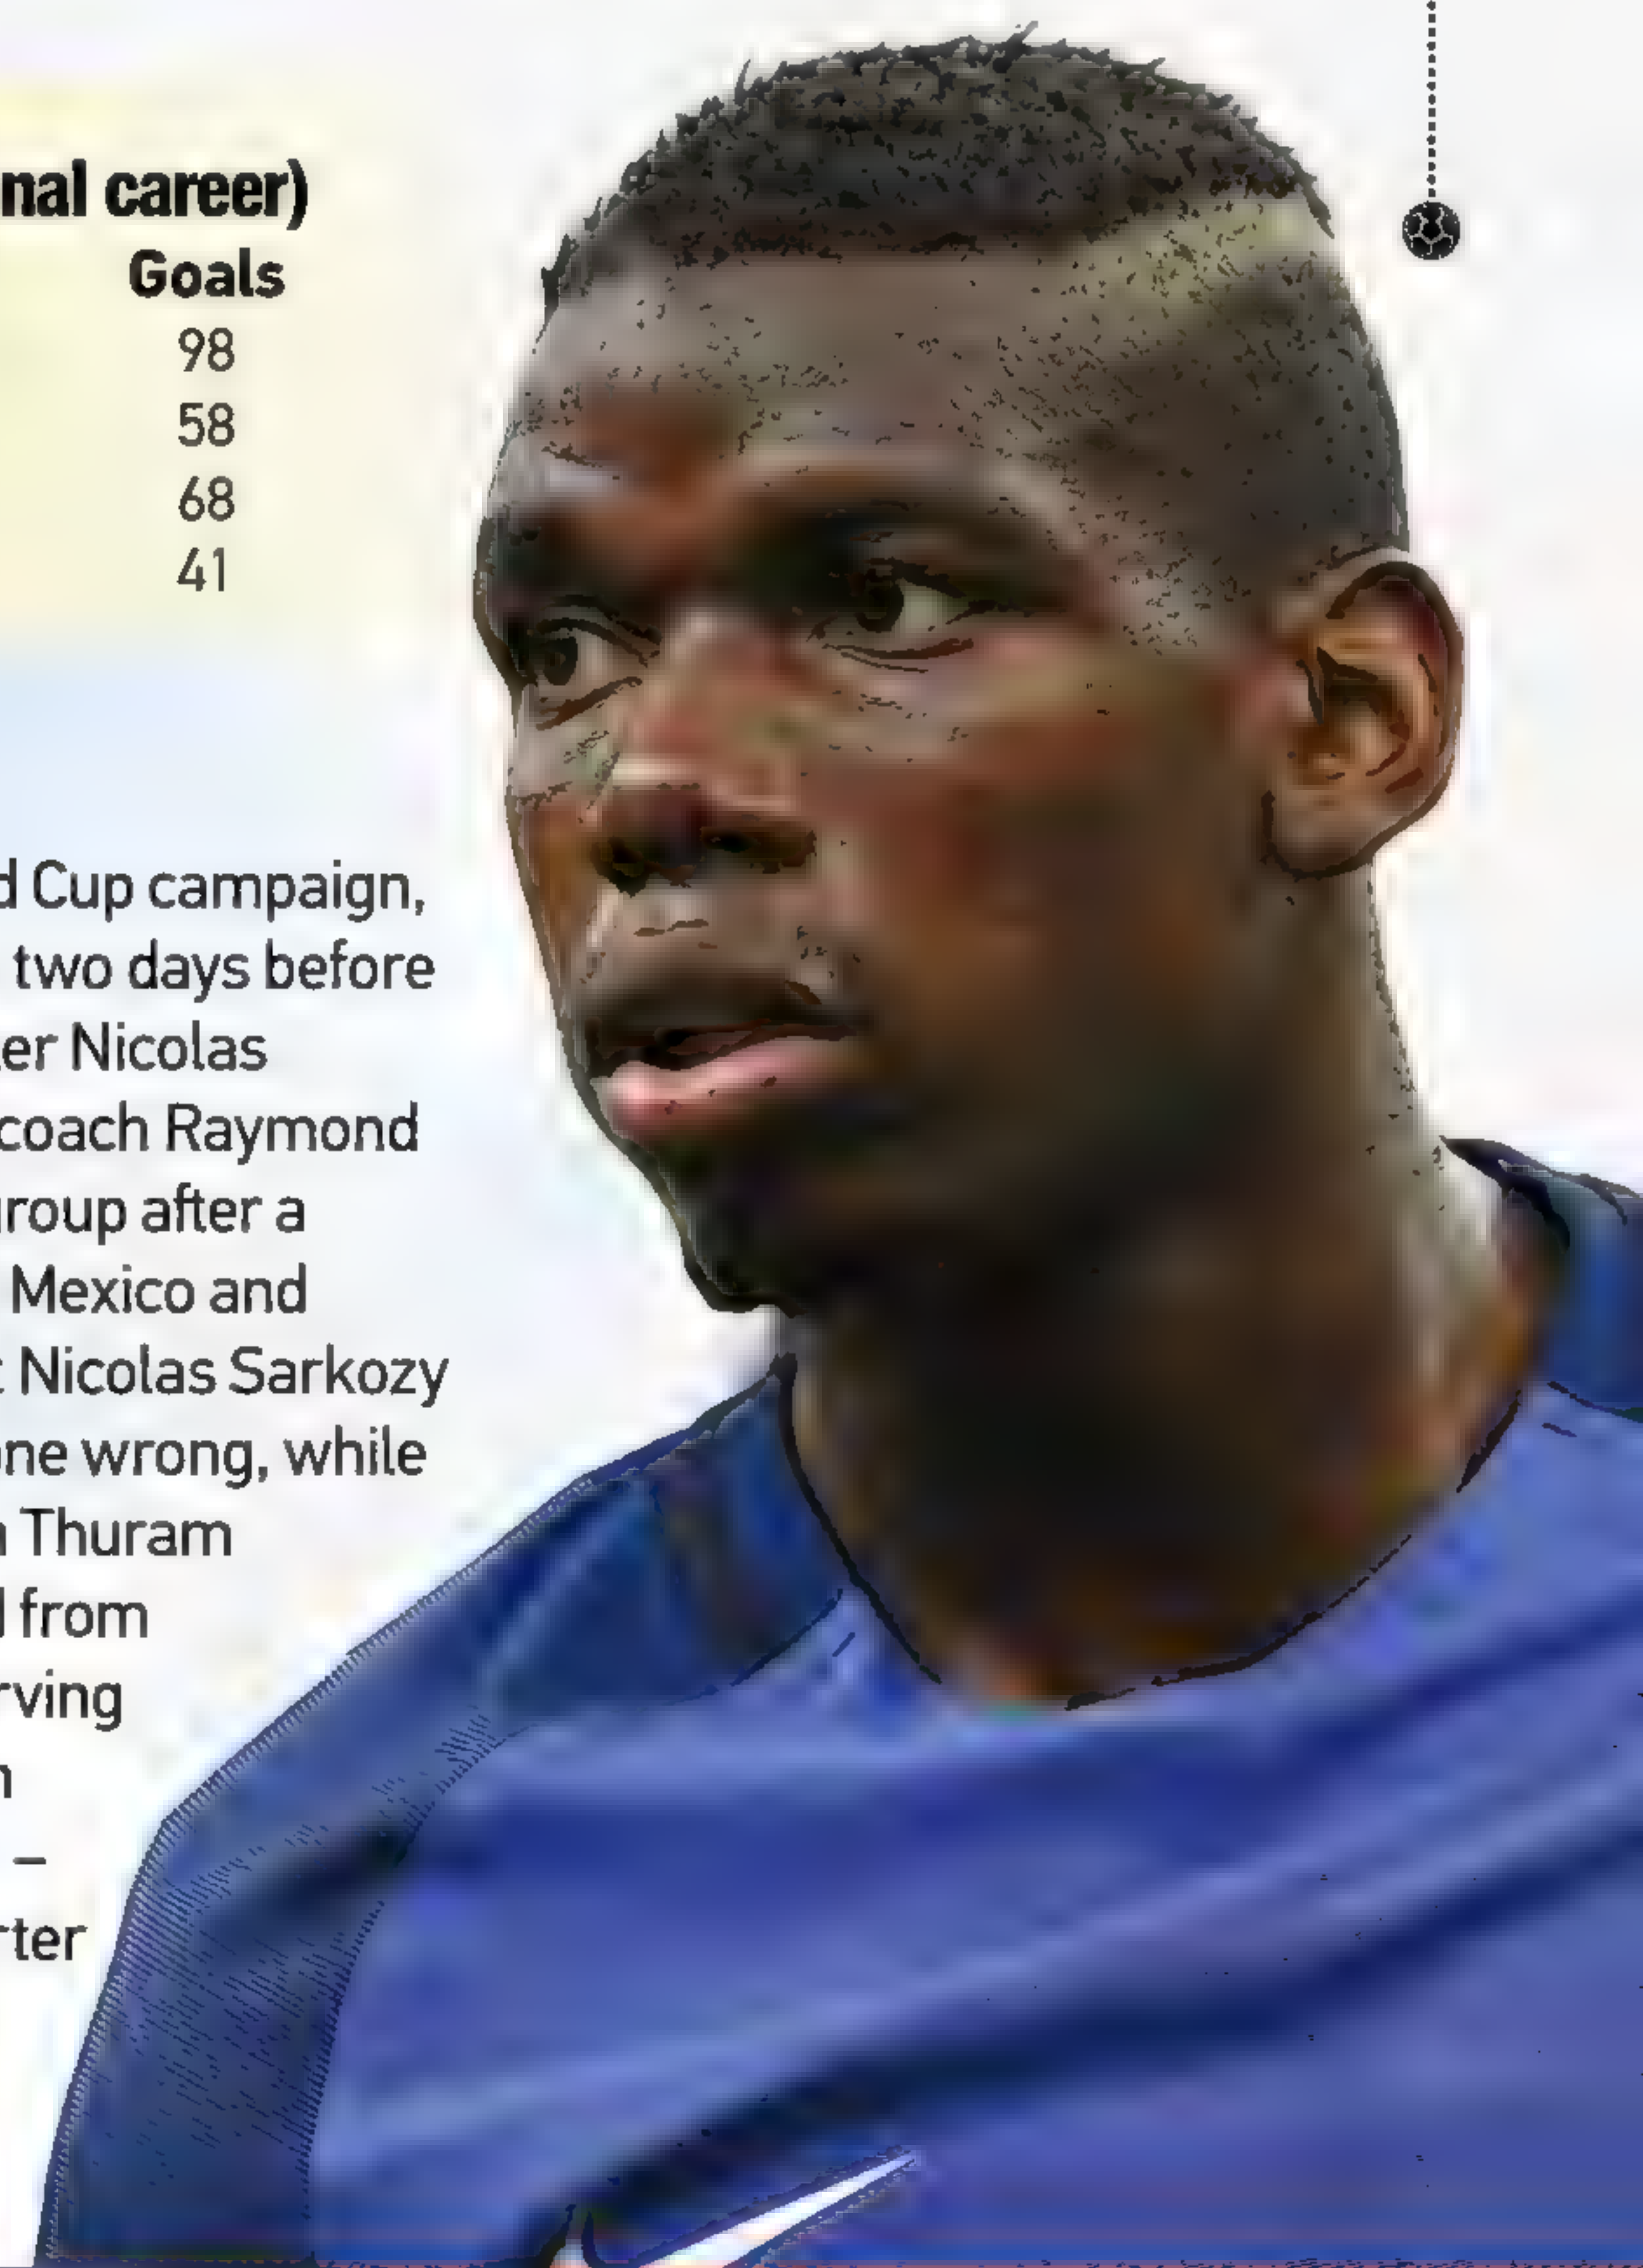 nal career)
Goals
98
58
68
41
d Cup campaign,
two days before
er Nicolas
coach Raymond
roup after a
Mexico and
t Nicolas Sarkozy
ne wrong, while
Thuram
from
rving
–
rter